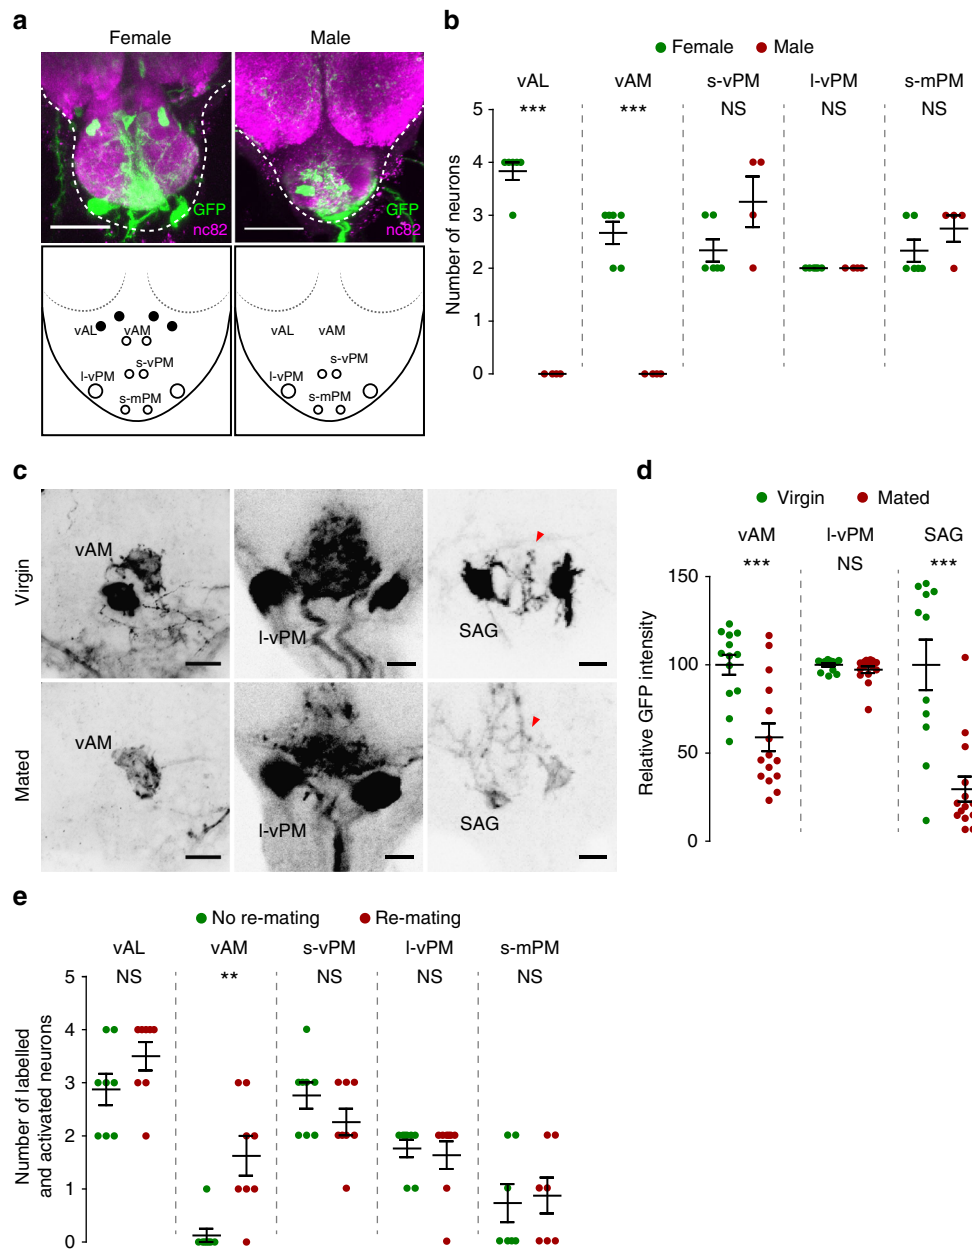 a
Female Male
GFP
nc82
GFP
nc82
vAL vAM
s-vPM
l-vPM
s-mPM
vAL vAM
s-vPM
l-vPM
s-mPM
b
Female Male
vAL vAM s-vPM l-vPM s-mPM
*** *** NS NS NS
Number of neurons
5
4
3
2
1
0
c
Virgin
vAM
l-vPM
SAG
Mated
vAM
l-vPM
SAG
d
Virgin Mated
vAM l-vPM SAG
*** NS ***
Relative GFP intensity
150
100
50
0
e
No re-mating Re-mating
vAL vAM s-vPM l-vPM s-mPM
NS ** NS NS NS
Number of labelled
and activated neurons
5
4
3
2
1
0